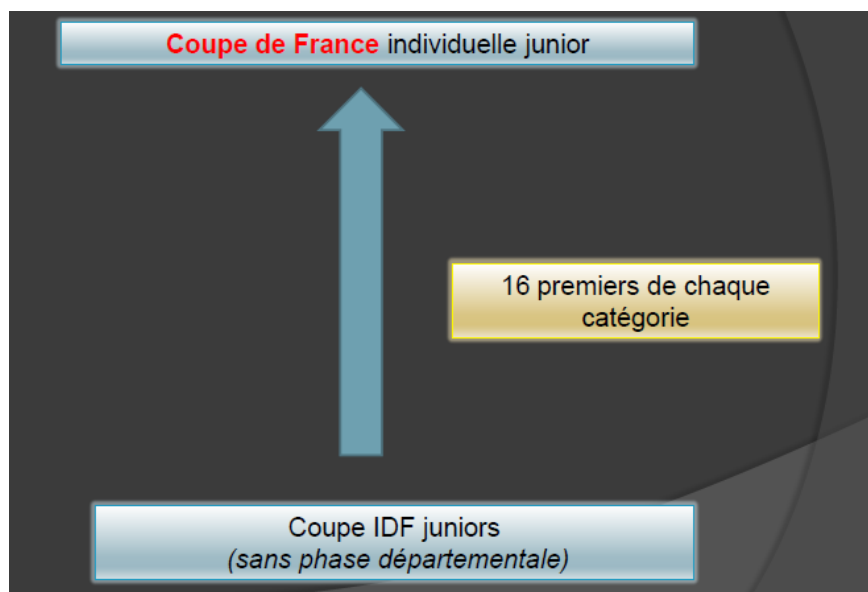 Coupe de France individuelle junior
16 premiers de chaque
catégorie
Coupe IDF juniors
(sans phase départementale)